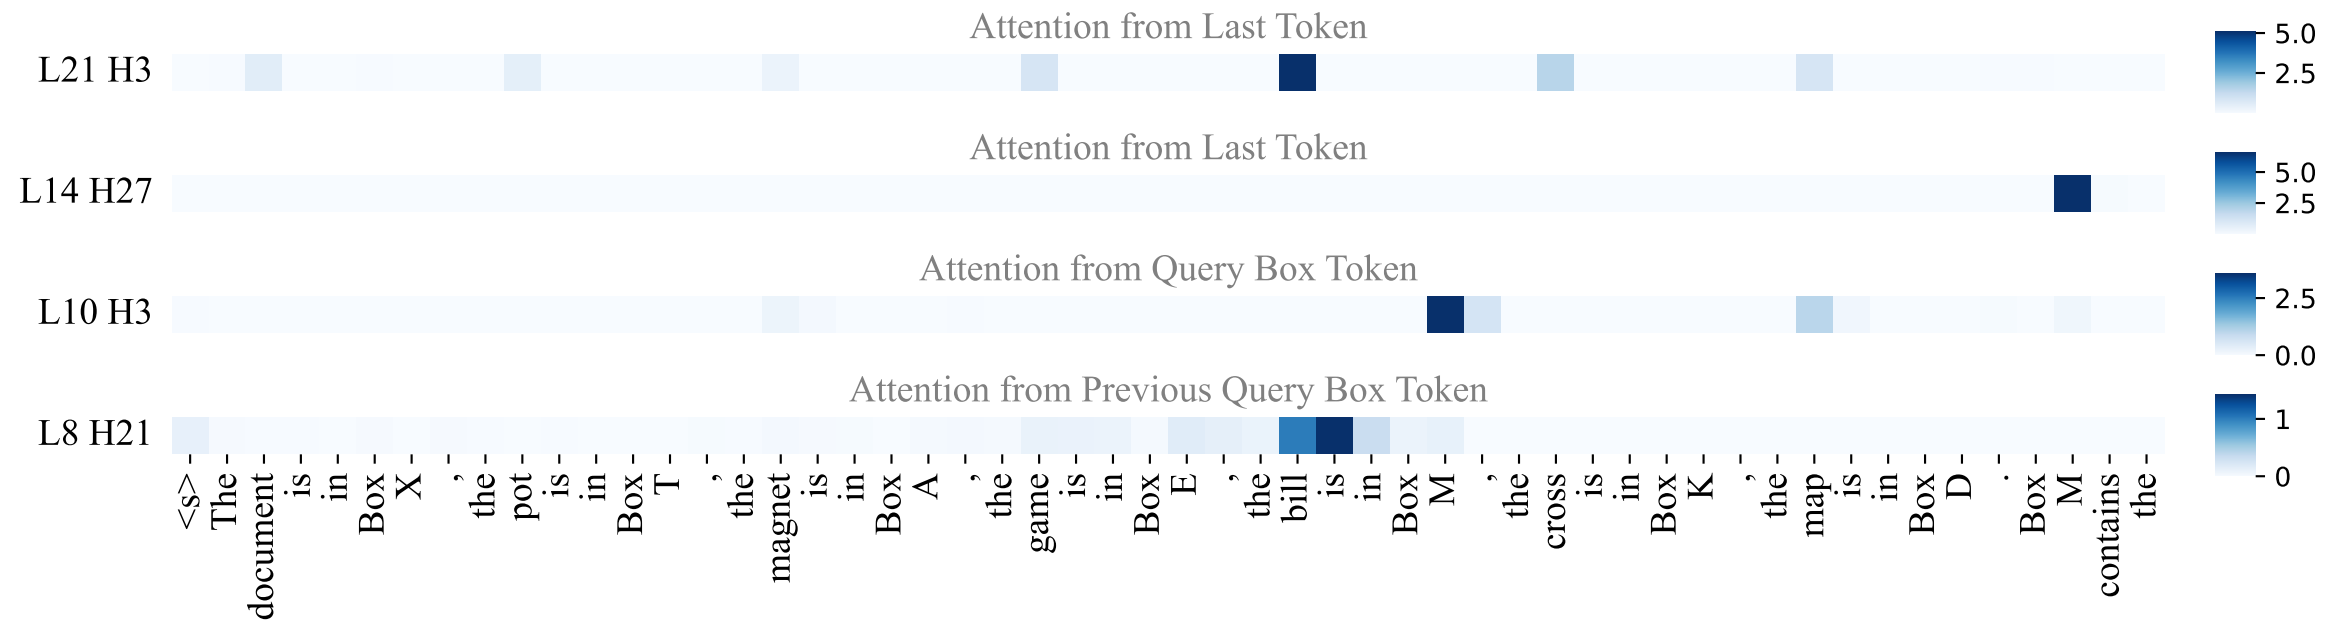 Attention from Last Token
L21 H3
5.0
2.5
Attention from Last Token
L14 H27
5.0
2.5
Attention from Query Box Token
L10 H3
2.5
0.0
Attention from Previous Query Box Token
L8 H21
1
0
<s> The document is in Box X , the pot is in Box T , the magnet is in Box A , the game is in Box E , the bill is in Box M , the cross is in Box K , the map is in Box D . Box M contains the